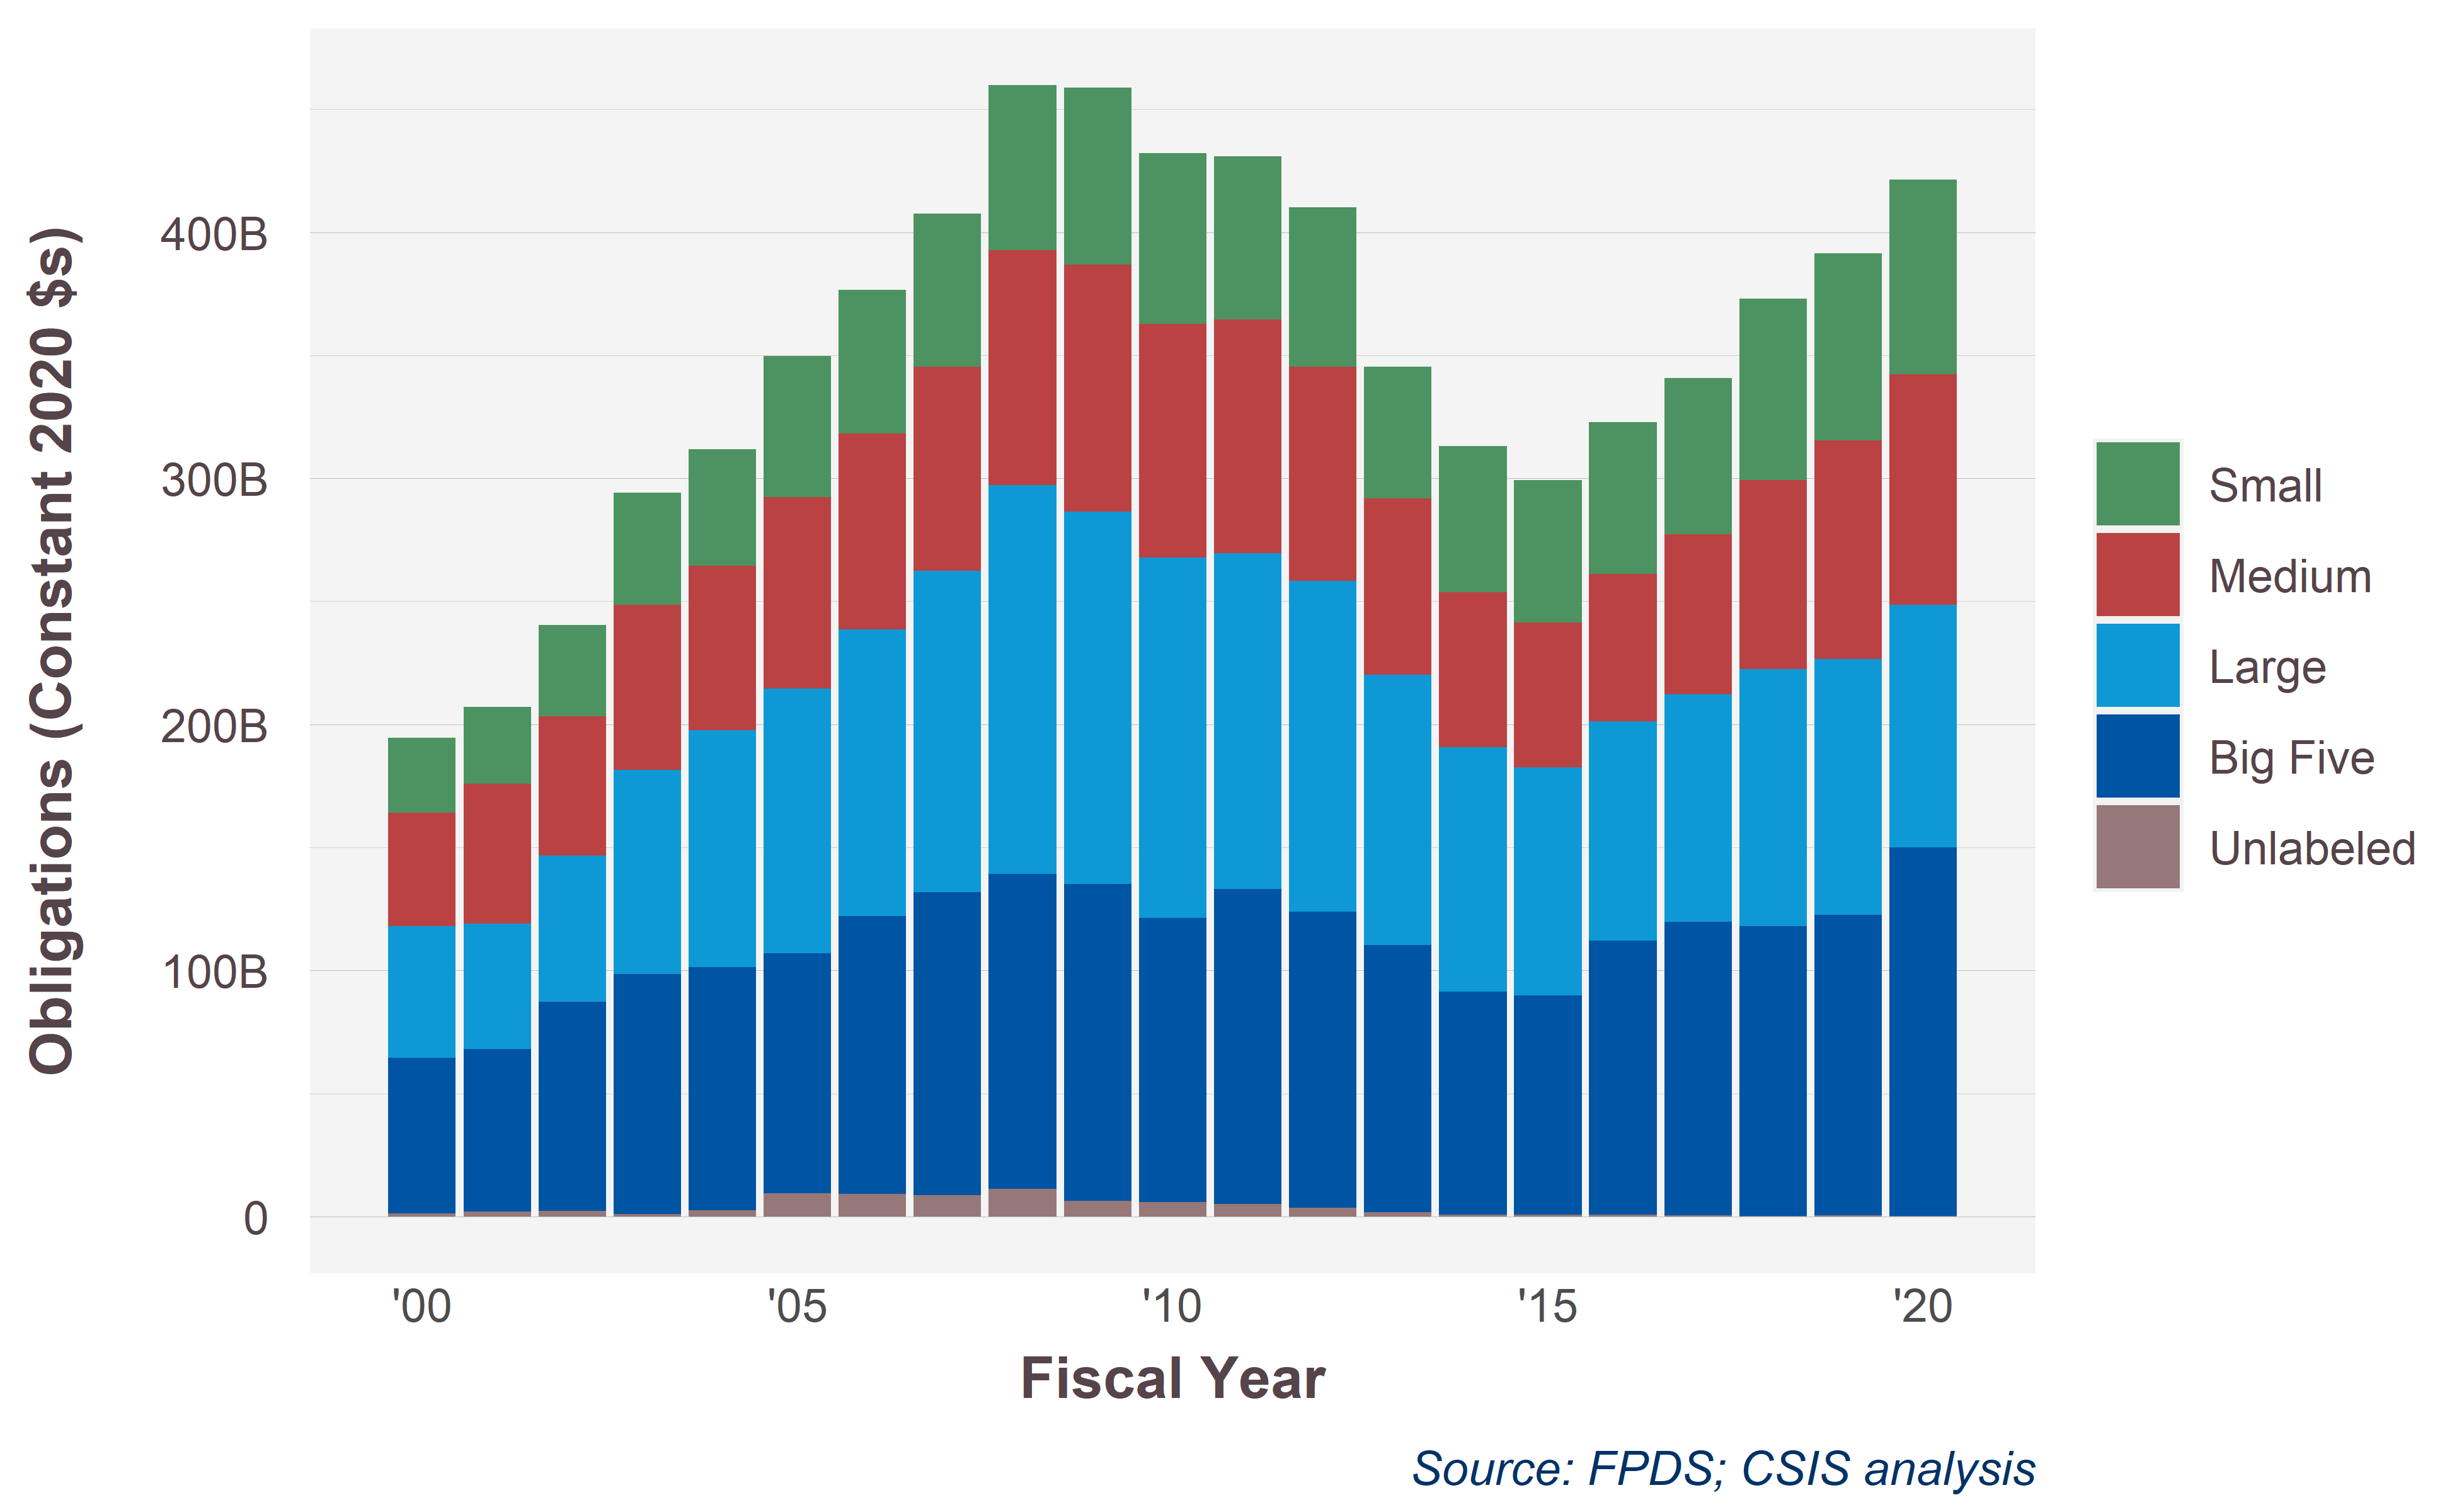 Obligations (Constant 2020 $s)
400B
300B
200B
100B
0
'00 '05 '10 '15 '20
Fiscal Year
Small
Medium
Large
Big Five
Unlabeled
Source: FPDS; CSIS analysis